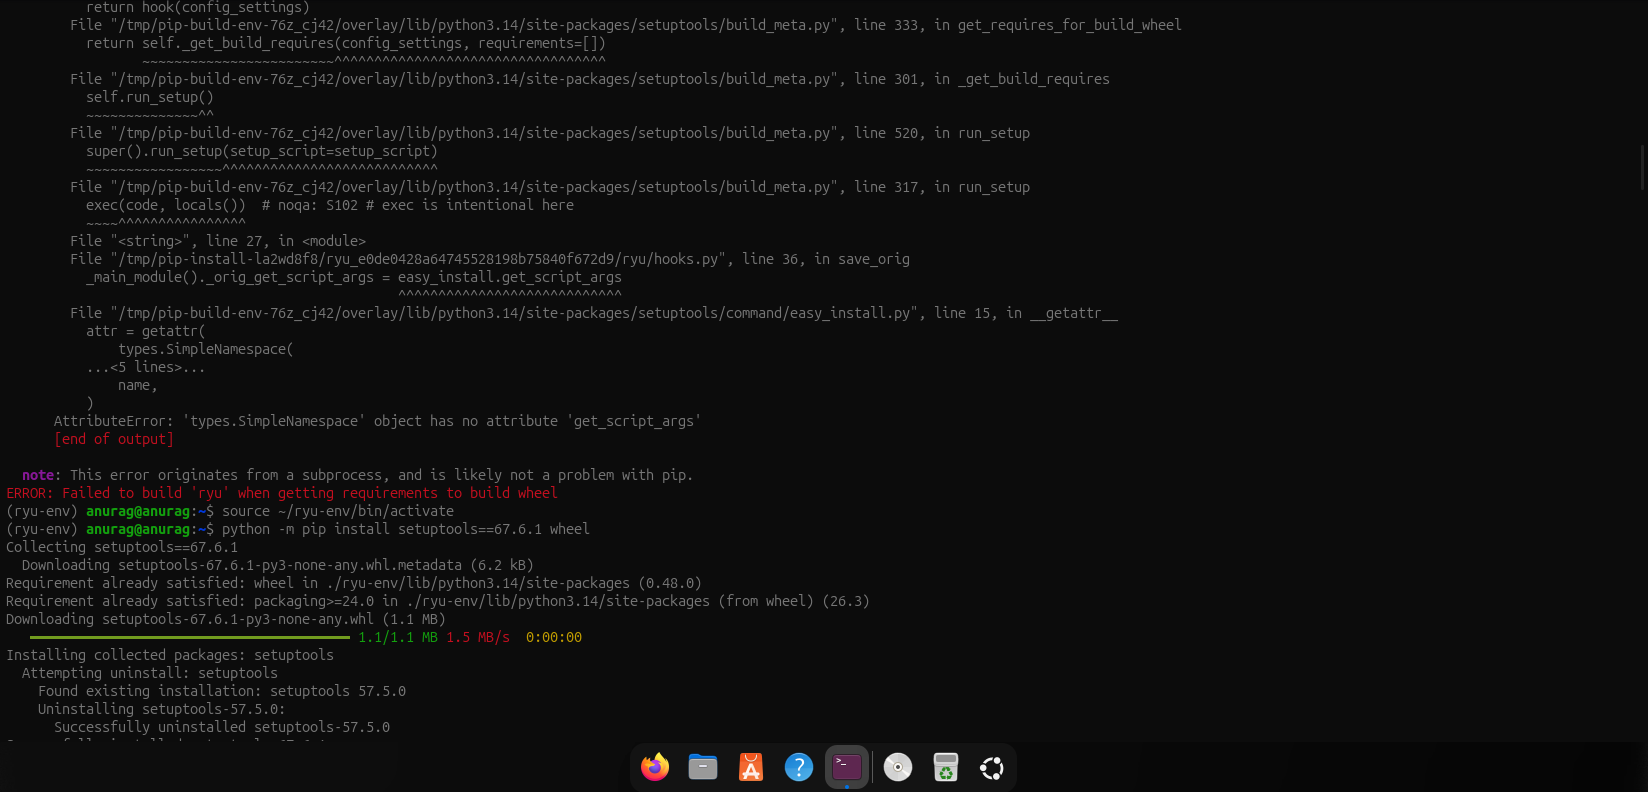 return hook(config_settings)
File "/tmp/pip-build-env-76z_cj42/overlay/lib/python3.14/site-packages/setuptools/build_meta.py", line 333, in get_requires_for_build_wheel
return self._get_build_requires(config_settings, requirements=[])
~~~~~~~~~~~~~~~~~~~~~~~~^^^^^^^^^^^^^^^^^^^^^^^^^^^^^^^^^^
File "/tmp/pip-build-env-76z_cj42/overlay/lib/python3.14/site-packages/setuptools/build_meta.py", line 301, in _get_build_requires
self.run_setup()
~~~~~~~~~~~~~~^^
File "/tmp/pip-build-env-76z_cj42/overlay/lib/python3.14/site-packages/setuptools/build_meta.py", line 520, in run_setup
super().run_setup(setup_script=setup_script)
~~~~~~~~~~~~~~~~~^^^^^^^^^^^^^^^^^^^^^^^^^^^
File "/tmp/pip-build-env-76z_cj42/overlay/lib/python3.14/site-packages/setuptools/build_meta.py", line 317, in run_setup
exec(code, locals())  # noqa: S102 # exec is intentional here
~~~~^^^^^^^^^^^^^^^^
File "<string>", line 27, in <module>
File "/tmp/pip-install-la2wd8f8/ryu_e0de0428a64745528198b75840f672d9/ryu/hooks.py", line 36, in save_orig
_main_module()._orig_get_script_args = easy_install.get_script_args
^^^^^^^^^^^^^^^^^^^^^^^^^^^^
File "/tmp/pip-build-env-76z_cj42/overlay/lib/python3.14/site-packages/setuptools/command/easy_install.py", line 15, in __getattr__
attr = getattr(
types.SimpleNamespace(
...<5 lines>...
name,
)
AttributeError: 'types.SimpleNamespace' object has no attribute 'get_script_args'
[end of output]
note: This error originates from a subprocess, and is likely not a problem with pip.
ERROR: Failed to build 'ryu' when getting requirements to build wheel
(ryu-env) anurag@anurag:~$ source ~/ryu-env/bin/activate
(ryu-env) anurag@anurag:~$ python -m pip install setuptools==67.6.1 wheel
Collecting setuptools==67.6.1
Downloading setuptools-67.6.1-py3-none-any.whl.metadata (6.2 kB)
Requirement already satisfied: wheel in ./ryu-env/lib/python3.14/site-packages (0.48.0)
Requirement already satisfied: packaging>=24.0 in ./ryu-env/lib/python3.14/site-packages (from wheel) (26.3)
Downloading setuptools-67.6.1-py3-none-any.whl (1.1 MB)
1.1/1.1 MB 1.5 MB/s  0:00:00
Installing collected packages: setuptools
Attempting uninstall: setuptools
Found existing installation: setuptools 57.5.0
Uninstalling setuptools-57.5.0:
Successfully uninstalled setuptools-57.5.0